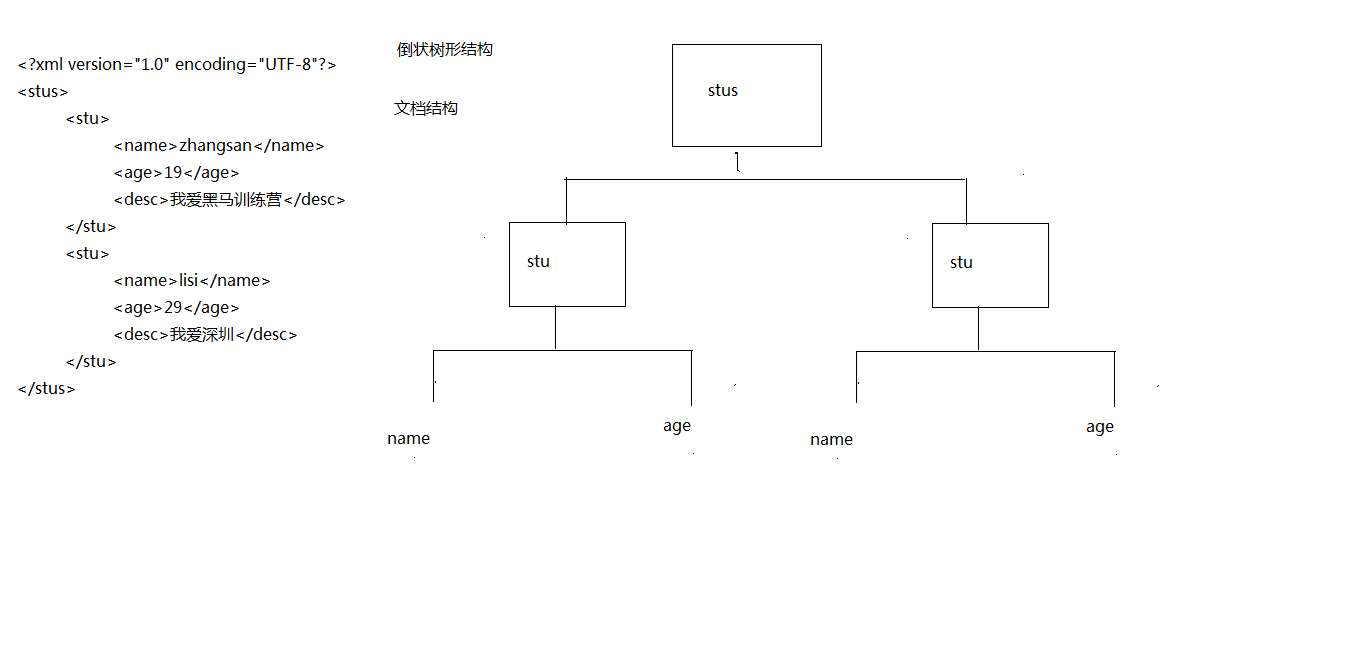 <?xml version="1.0" encoding="UTF-8"?>
<stus>
<stu>
<name>zhangsan</name>
<age>19</age>
<desc>我爱黑马训练营</desc>
</stu>
<stu>
<name>lisi</name>
<age>29</age>
<desc>我爱深圳</desc>
</stu>
</stus>
倒状树形结构
文档结构
stus
stu
stu
name
age
name
age